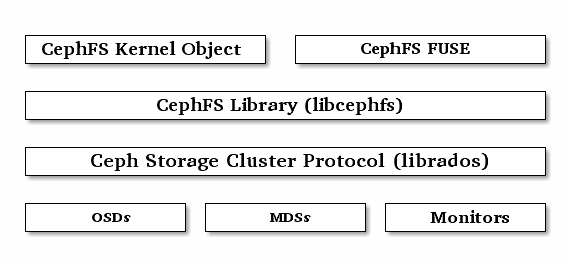 CephFS Kernel Object
CephFS FUSE
CephFS Library (libcephfs)
Ceph Storage Cluster Protocol (librados)
OSDs
MDSs
Monitors